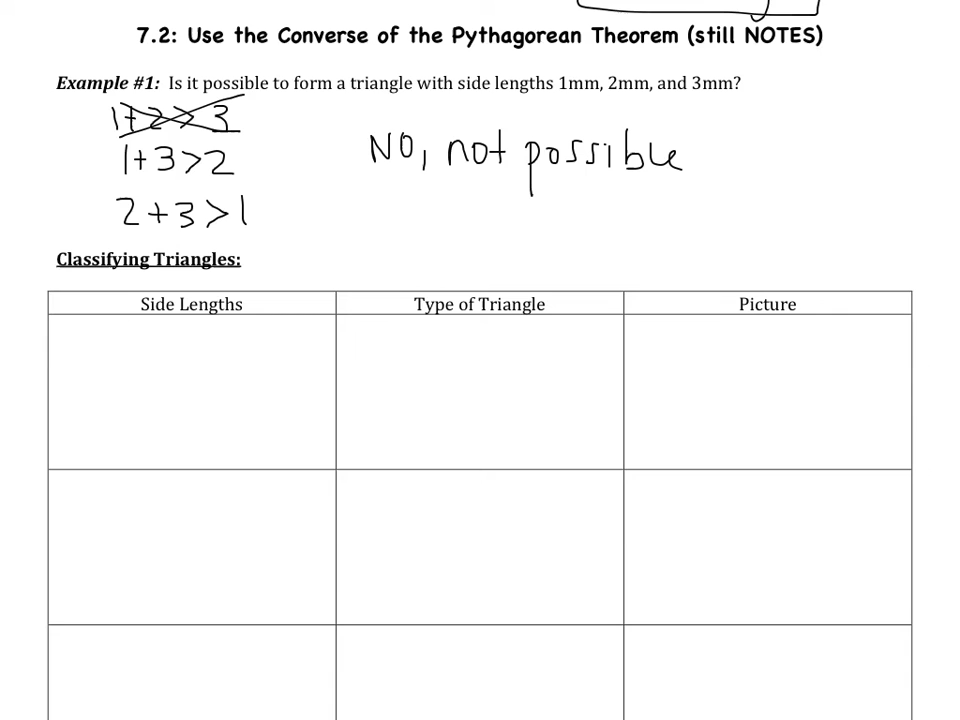 7.2: Use the Converse of the Pythagorean Theorem (still NOTES)
Example #1: Is it possible to form a triangle with side lengths 1mm, 2mm, and 3mm?
1+2>3
1+3>2
2+3>1
NO, not possible
Classifying Triangles:
Side Lengths Type of Triangle Picture